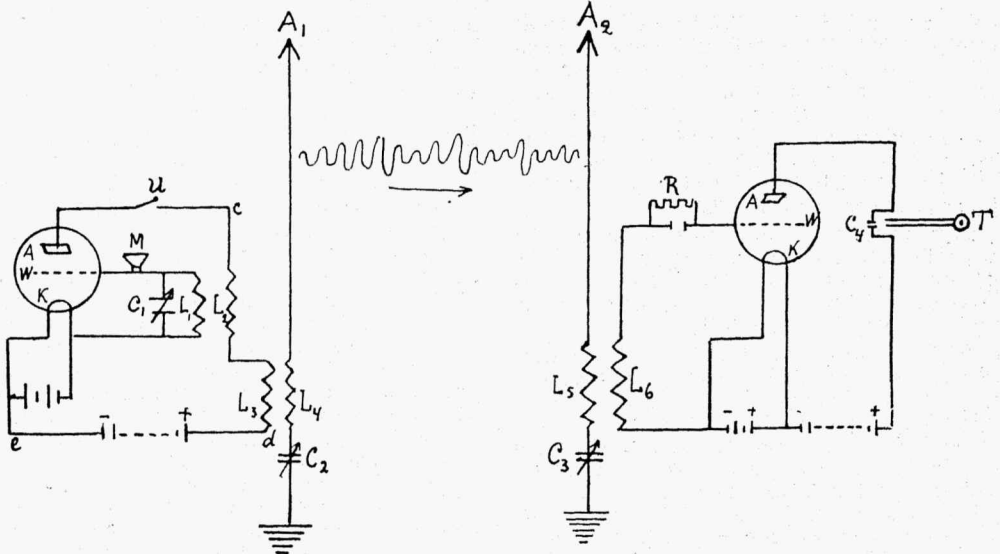 A₁
A₂
U
c
M
A
W
K
C₁
L₁
L₂
L₃
L₄
d
C₂
e
- +
R
A
W
K
C₄
T
L₅
L₆
C₃
- + - +